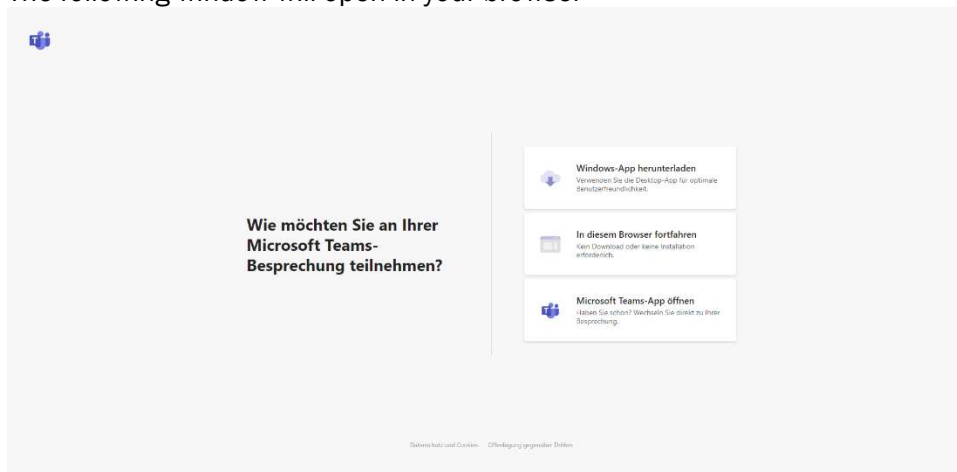 The following window will open in your browser
Wie möchten Sie an Ihrer
Microsoft Teams-
Besprechung teilnehmen?
Windows-App herunterladen
Verwenden Sie die Desktop-App für optimale
Benutzerfreundlichkeit.
In diesem Browser fortfahren
Kein Download oder keine Installation
erforderlich.
Microsoft Teams-App öffnen
Haben Sie schon? Wechseln Sie direkt zu Ihrer
Besprechung.
Datenschutz und Cookies Offenlegung gegenüber Dritten